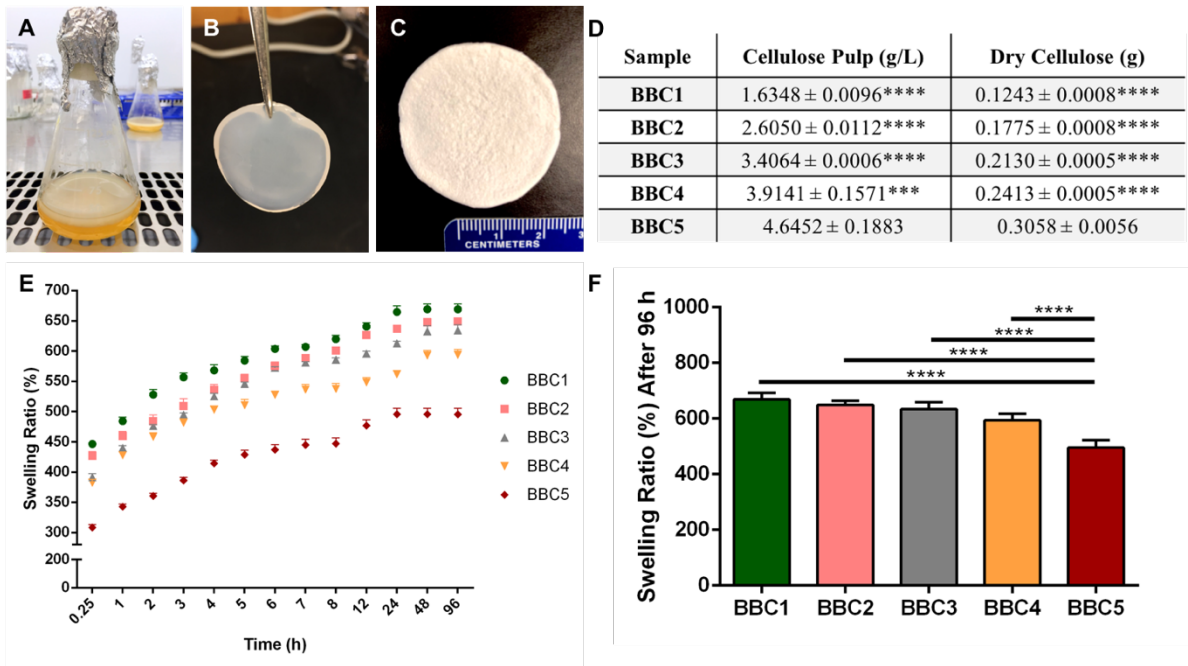 A
B
C
1 2 3
CENTIMETERS
D
Sample Cellulose Pulp (g/L) Dry Cellulose (g)
BBC1 1.6348 ± 0.0096**** 0.1243 ± 0.0008****
BBC2 2.6050 ± 0.0112**** 0.1775 ± 0.0008****
BBC3 3.4064 ± 0.0006**** 0.2130 ± 0.0005****
BBC4 3.9141 ± 0.1571*** 0.2413 ± 0.0005****
BBC5 4.6452 ± 0.1883 0.3058 ± 0.0056
E
Swelling Ratio (%)
700
650
600
550
500
450
400
350
300
200
0
0.25 1 2 3 4 5 6 7 8 12 24 48 96
Time (h)
BBC1
BBC2
BBC3
BBC4
BBC5
F
Swelling Ratio (%) After 96 h
1000
800
600
400
200
0
****
****
****
****
BBC1 BBC2 BBC3 BBC4 BBC5